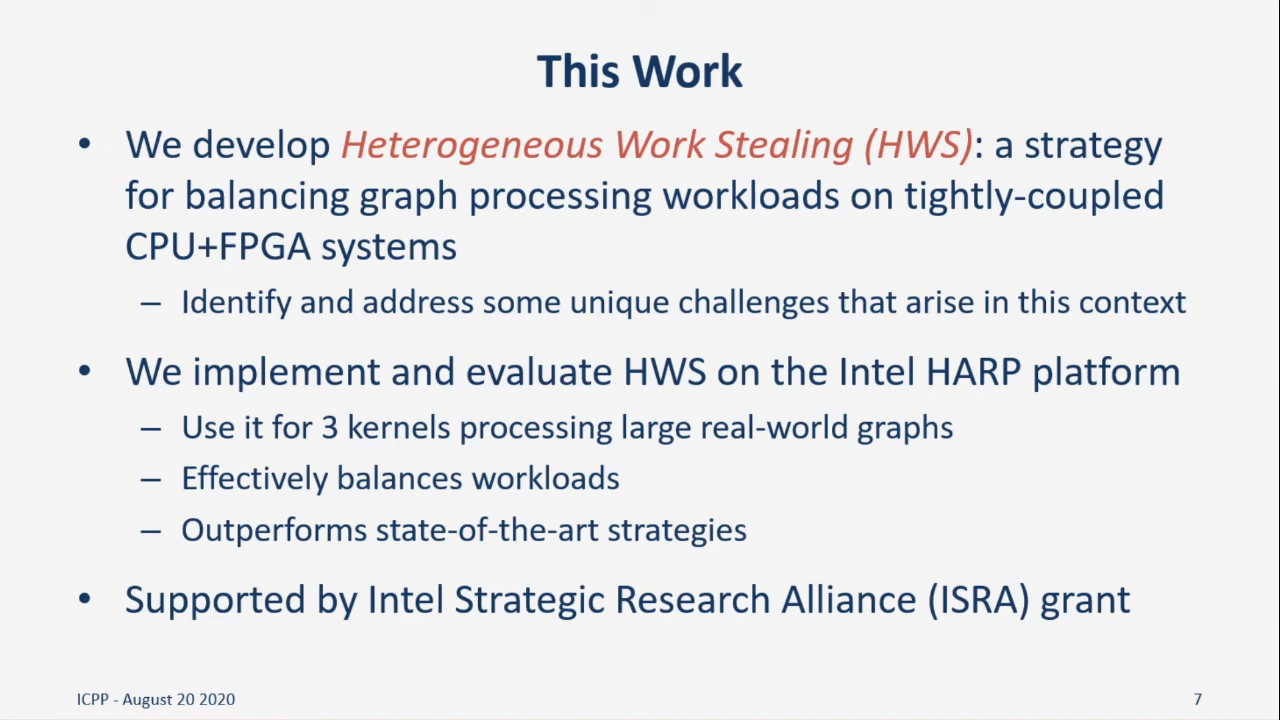 This Work
• We develop Heterogeneous Work Stealing (HWS): a strategy
for balancing graph processing workloads on tightly-coupled
CPU+FPGA systems
– Identify and address some unique challenges that arise in this context
• We implement and evaluate HWS on the Intel HARP platform
– Use it for 3 kernels processing large real-world graphs
– Effectively balances workloads
– Outperforms state-of-the-art strategies
• Supported by Intel Strategic Research Alliance (ISRA) grant
ICPP - August 20 2020
7